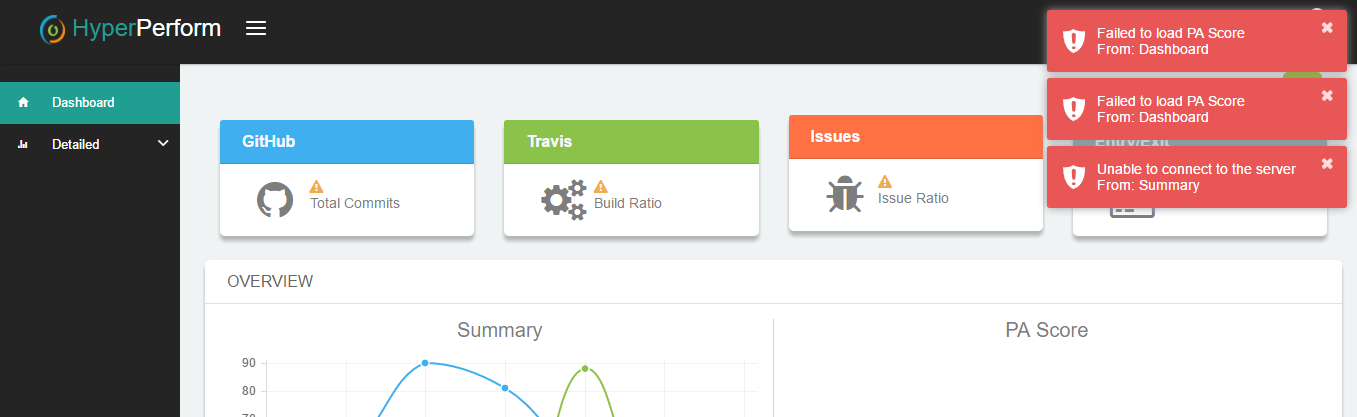 HyperPerform
Failed to load PA Score
From: Dashboard
Failed to load PA Score
From: Dashboard
Unable to connect to the server
From: Summary
Dashboard
Detailed
GitHub
Total Commits
Travis
Build Ratio
Issues
Issue Ratio
Entry/Exit
OVERVIEW
Summary
PA Score
90
80
70